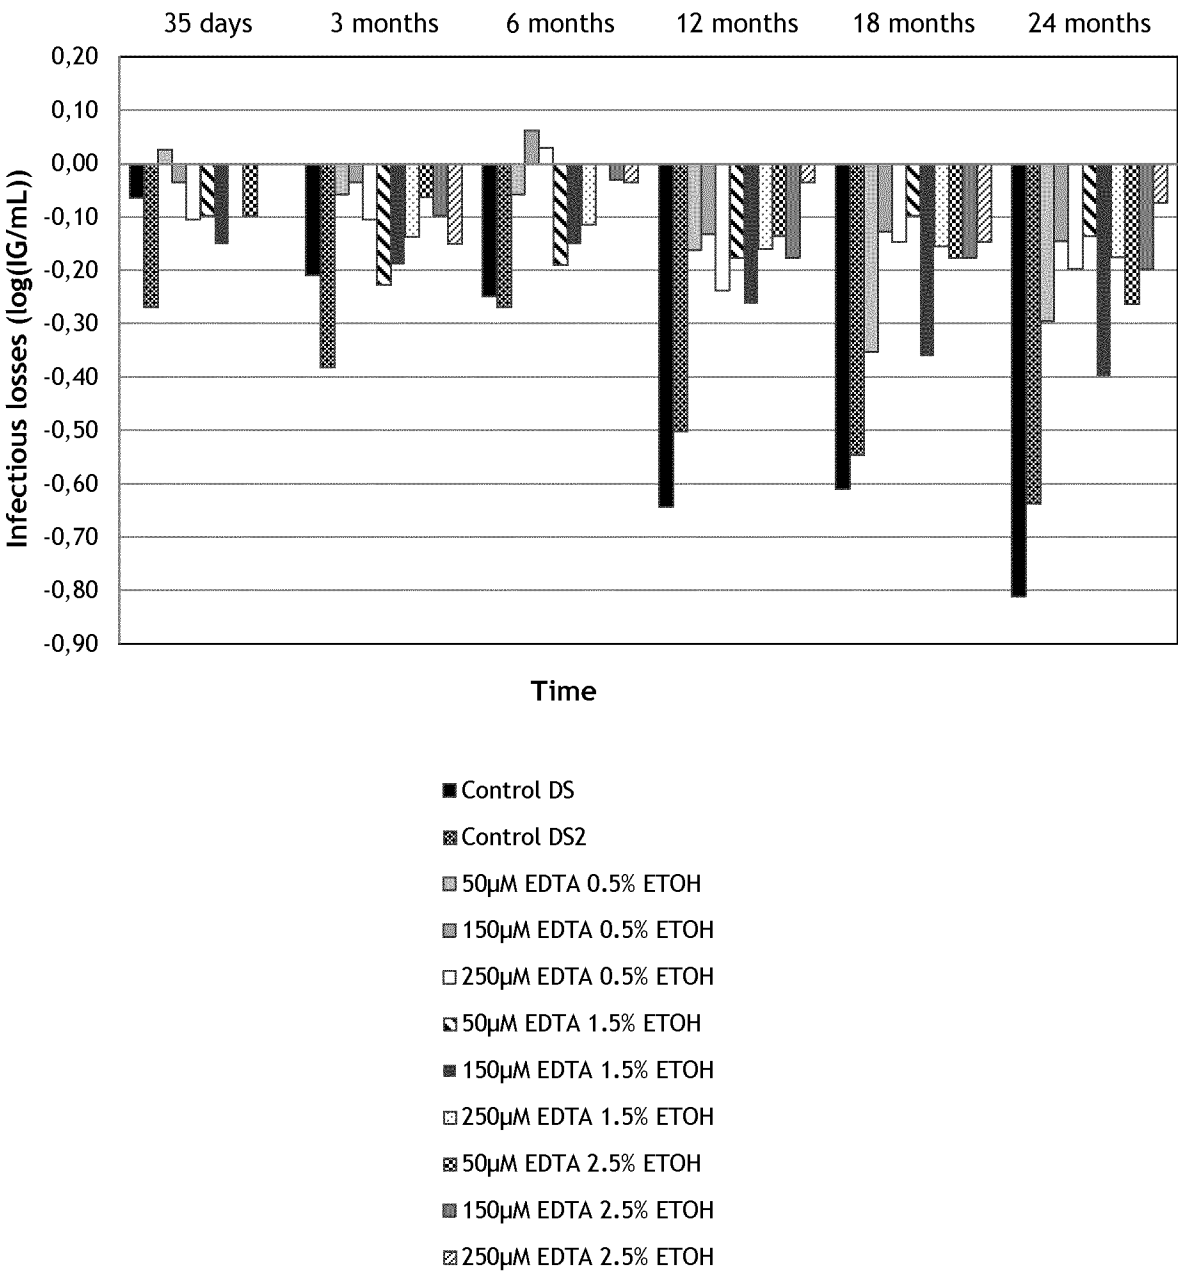 35 days 3 months 6 months 12 months 18 months 24 months
0,20
0,10
0,00
-0,10
-0,20
-0,30
-0,40
-0,50
-0,60
-0,70
-0,80
-0,90
Infectious losses (log(IG/mL))
Time
Control DS
Control DS2
50µM EDTA 0.5% ETOH
150µM EDTA 0.5% ETOH
250µM EDTA 0.5% ETOH
50µM EDTA 1.5% ETOH
150µM EDTA 1.5% ETOH
250µM EDTA 1.5% ETOH
50µM EDTA 2.5% ETOH
150µM EDTA 2.5% ETOH
250µM EDTA 2.5% ETOH